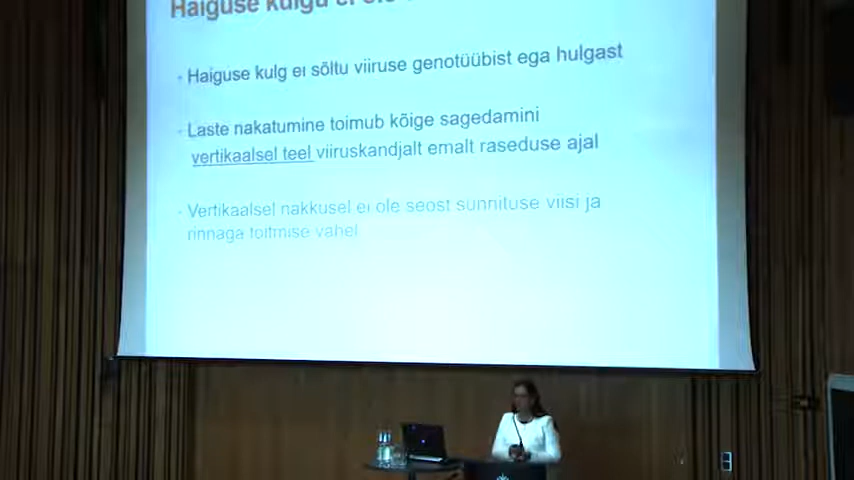 Haiguse kulgu ei ole
Haiguse kulg ei sõltu viiruse genotüübist ega hulgast
Laste nakatumine toimub kõige sagedamini
vertikaalsel teel viiruskandjalt emalt raseduse ajal
Vertikaalsel nakkusel ei ole seost sünnituse viisi ja
rinnaga toitmise vahel